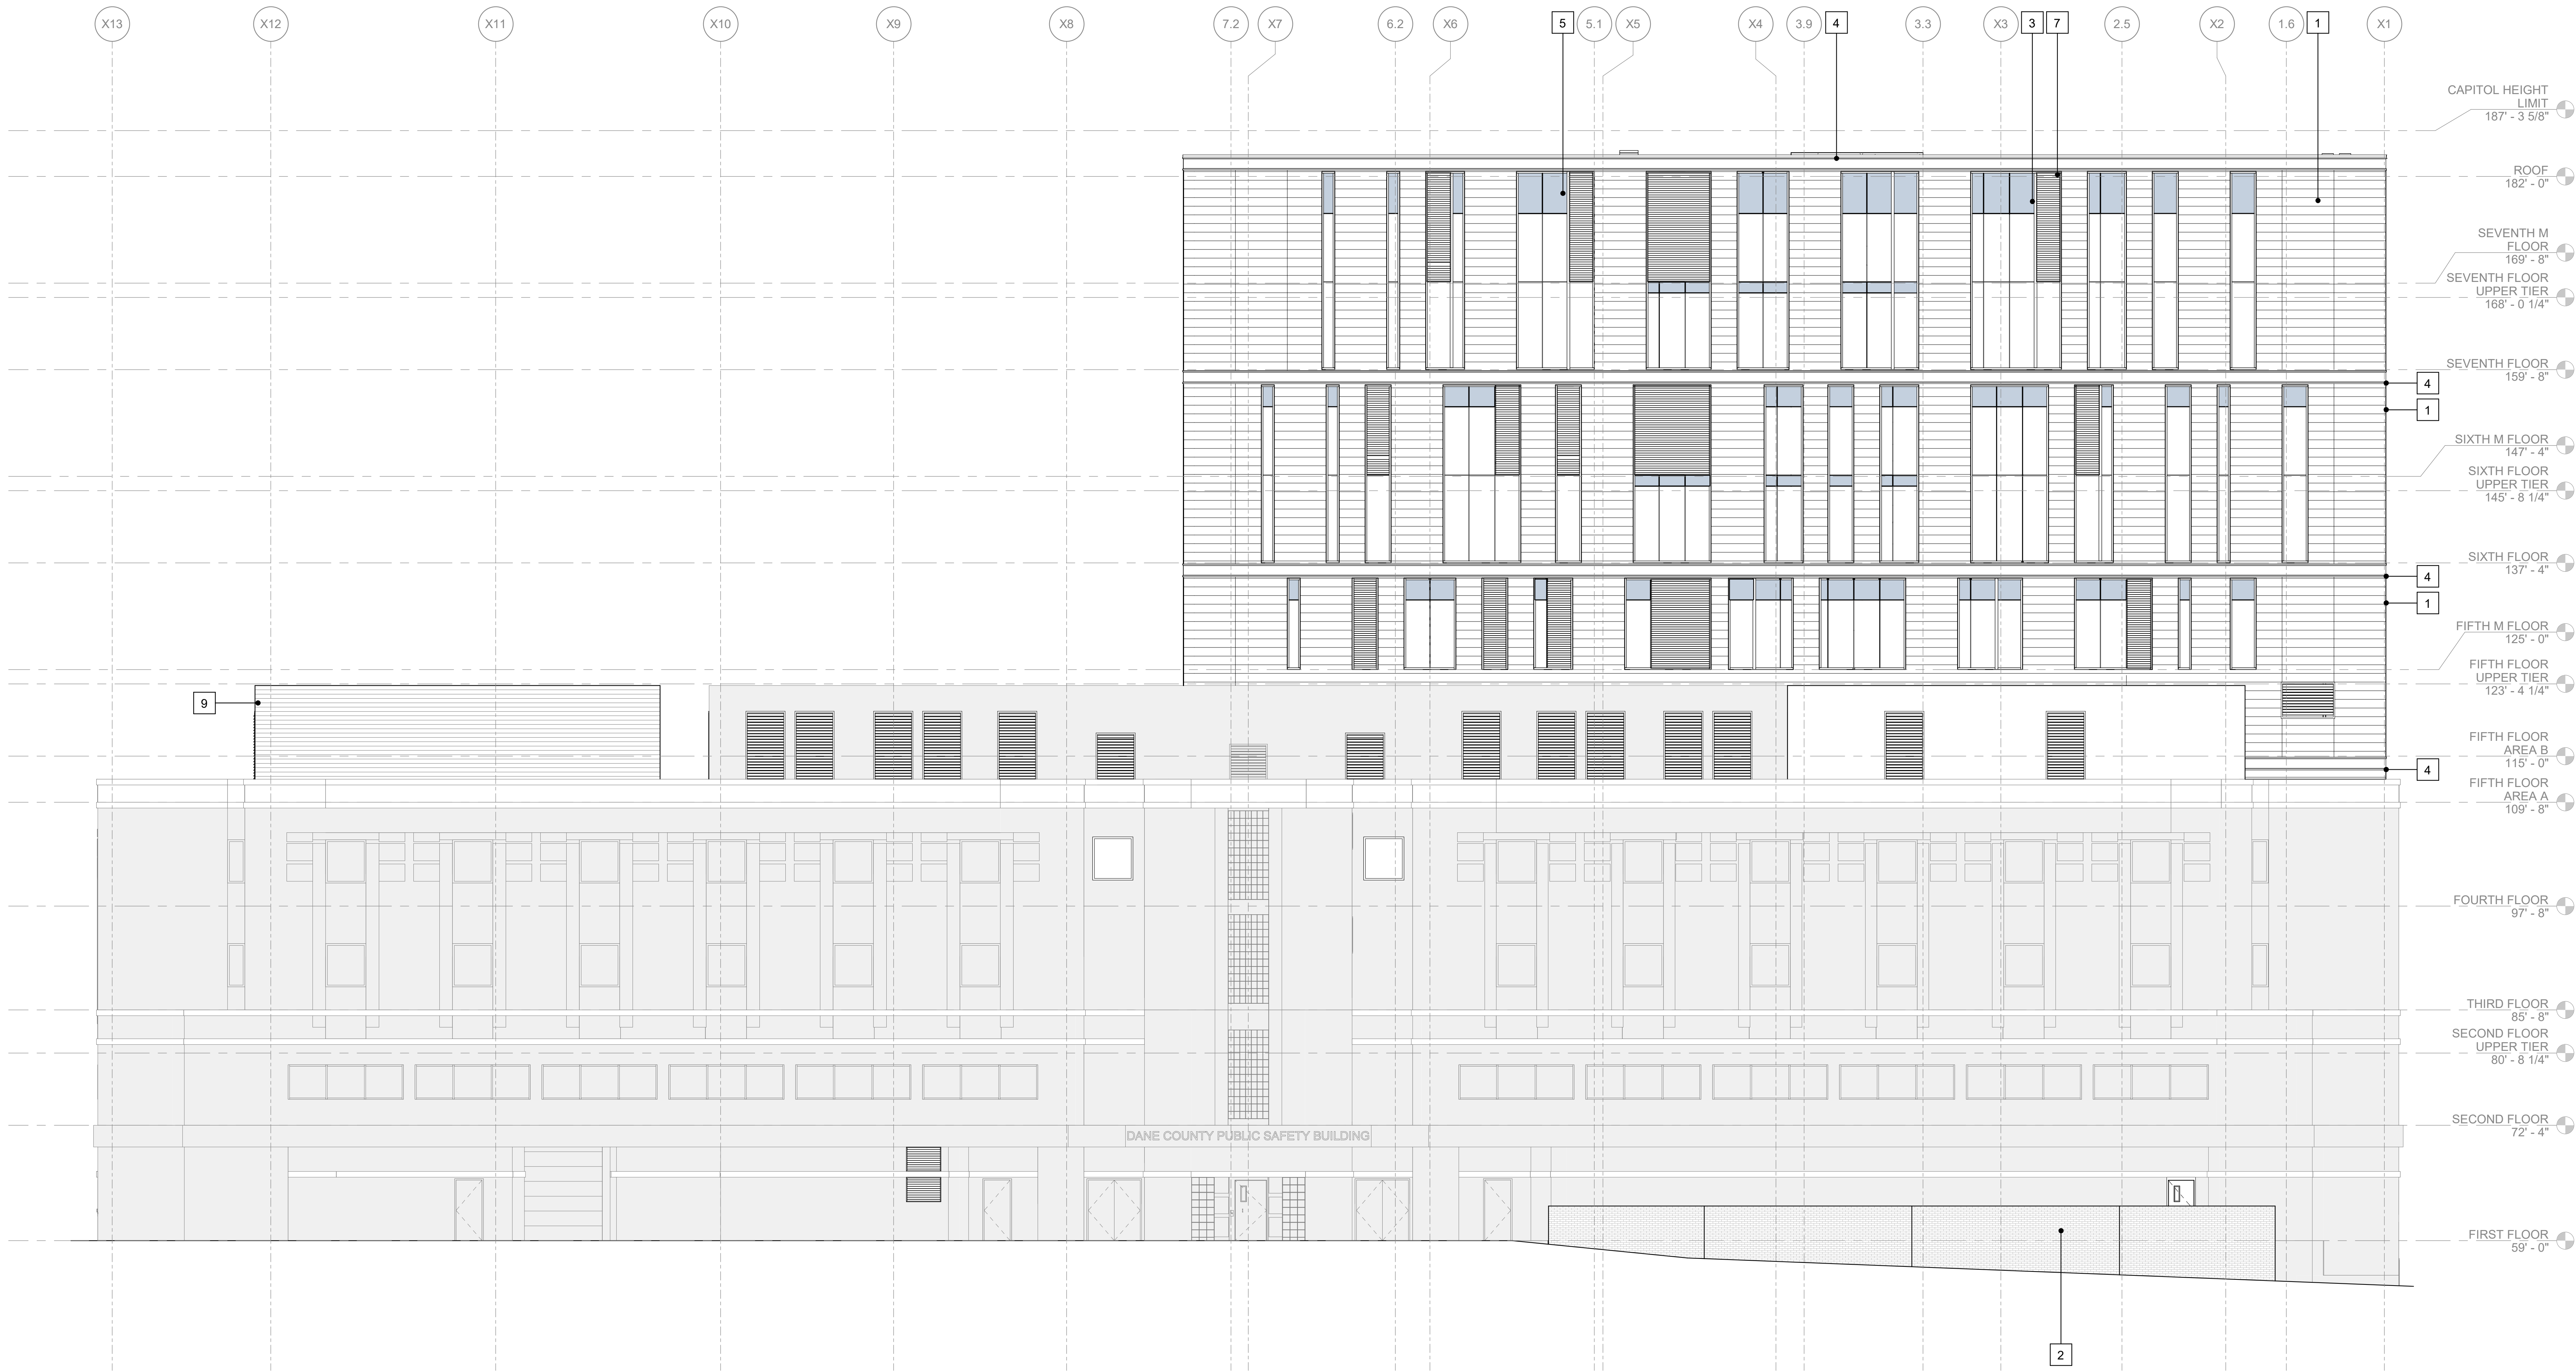 X13
X12
X11
X10
X9
X8
7.2
X7
6.2
X6
5
5.1
X5
X4
3.9
4
3.3
X3
3
7
2.5
X2
1.6
1
X1
CAPITOL HEIGHT
LIMIT
187' - 3 5/8"
ROOF
182' - 0"
SEVENTH M
FLOOR
169' - 8"
SEVENTH FLOOR
UPPER TIER
168' - 0 1/4"
SEVENTH FLOOR
159' - 8"
4
1
SIXTH M FLOOR
147' - 4"
SIXTH FLOOR
UPPER TIER
145' - 8 1/4"
SIXTH FLOOR
137' - 4"
4
1
FIFTH M FLOOR
125' - 0"
FIFTH FLOOR
UPPER TIER
123' - 4 1/4"
9
FIFTH FLOOR
AREA B
115' - 0"
4
FIFTH FLOOR
AREA A
109' - 8"
FOURTH FLOOR
97' - 8"
THIRD FLOOR
85' - 8"
SECOND FLOOR
UPPER TIER
80' - 8 1/4"
SECOND FLOOR
72' - 4"
DANE COUNTY PUBLIC SAFETY BUILDING
FIRST FLOOR
59' - 0"
2